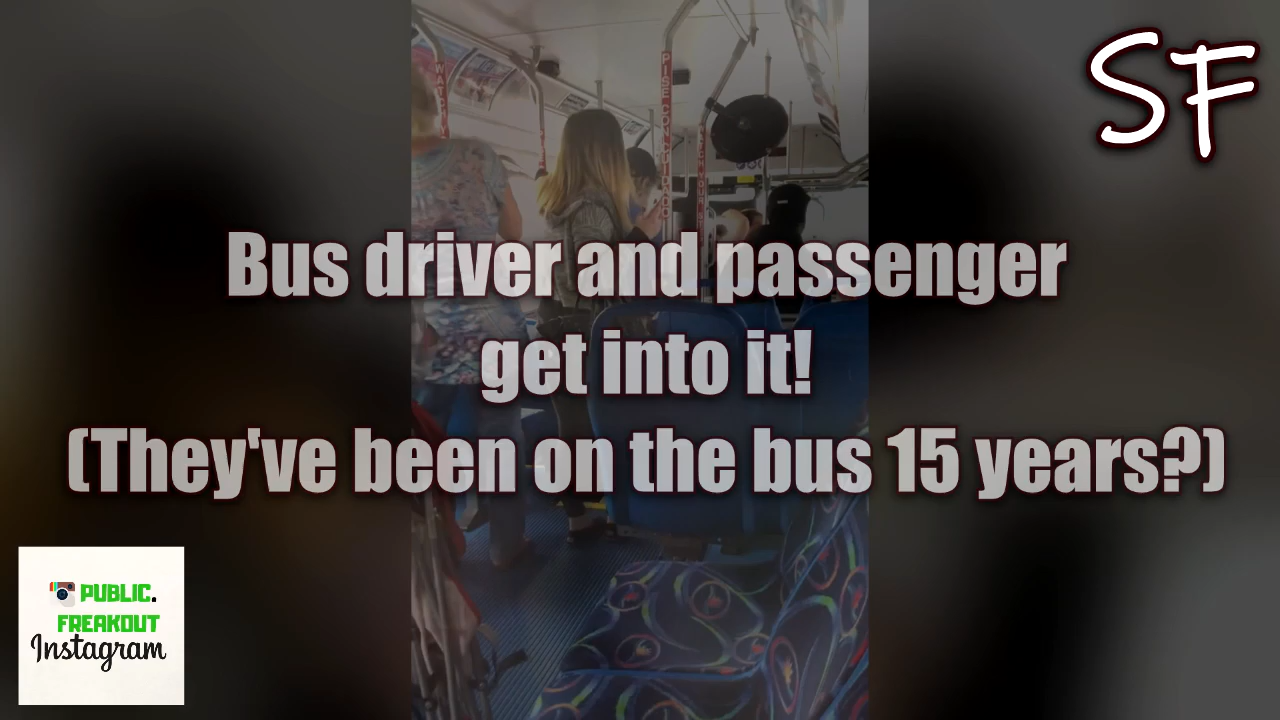 SF
Bus driver and passenger
get into it!
(They've been on the bus 15 years?)
PUBLIC.
FREAKOUT
Instagram